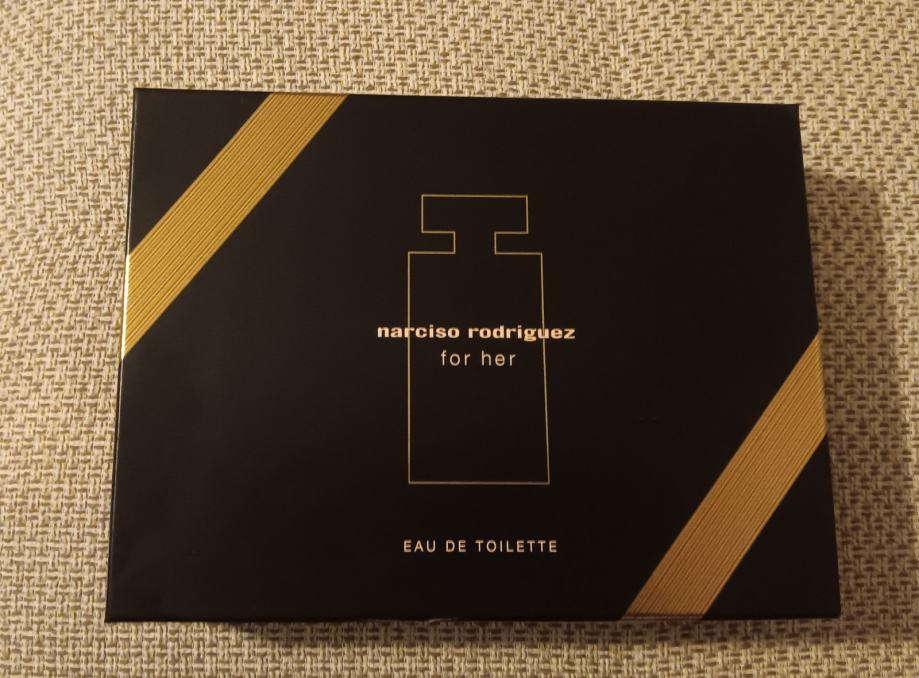 narciso rodriguez
for her
EAU DE TOILETTE